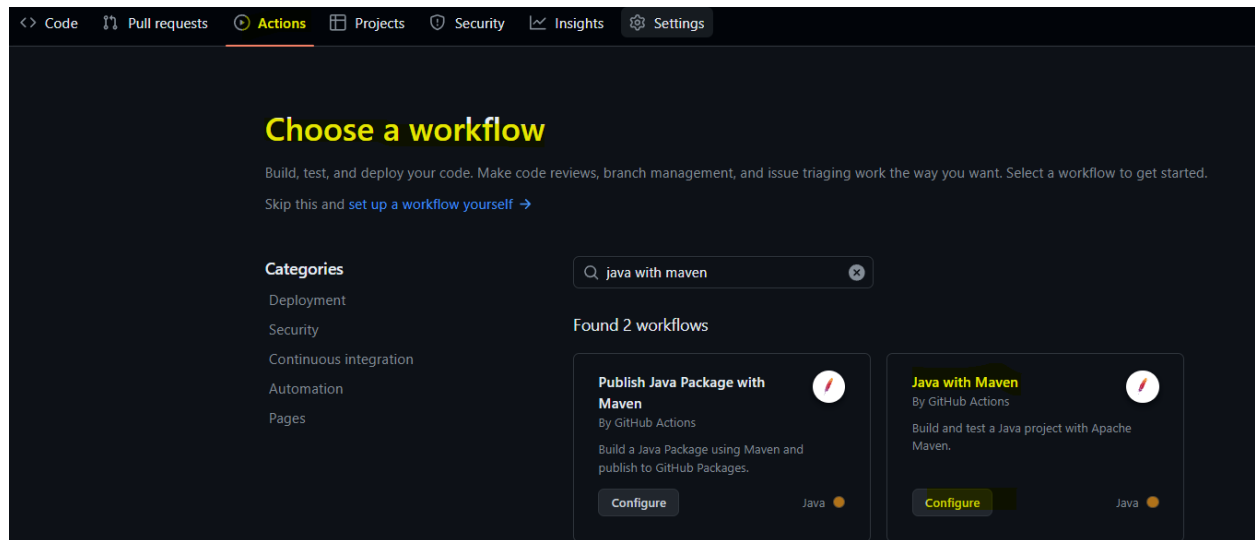 <> Code Pull requests Actions Projects Security Insights Settings
Choose a workflow
Build, test, and deploy your code. Make code reviews, branch management, and issue triaging work the way you want. Select a workflow to get started.
Skip this and set up a workflow yourself →
Categories
Deployment
Security
Continuous integration
Automation
Pages
java with maven
Found 2 workflows
Publish Java Package with
Maven
By GitHub Actions
Build a Java Package using Maven and
publish to GitHub Packages.
Configure Java
Java with Maven
By GitHub Actions
Build and test a Java project with Apache
Maven.
Configure Java